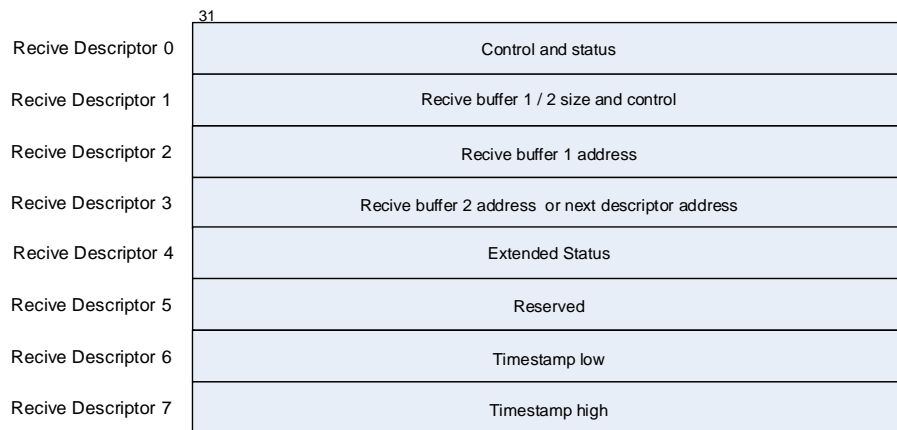 31
Recive Descriptor 0 Control and status
Recive Descriptor 1 Recive buffer 1 / 2 size and control
Recive Descriptor 2 Recive buffer 1 address
Recive Descriptor 3 Recive buffer 2 address or next descriptor address
Recive Descriptor 4 Extended Status
Recive Descriptor 5 Reserved
Recive Descriptor 6 Timestamp low
Recive Descriptor 7 Timestamp high